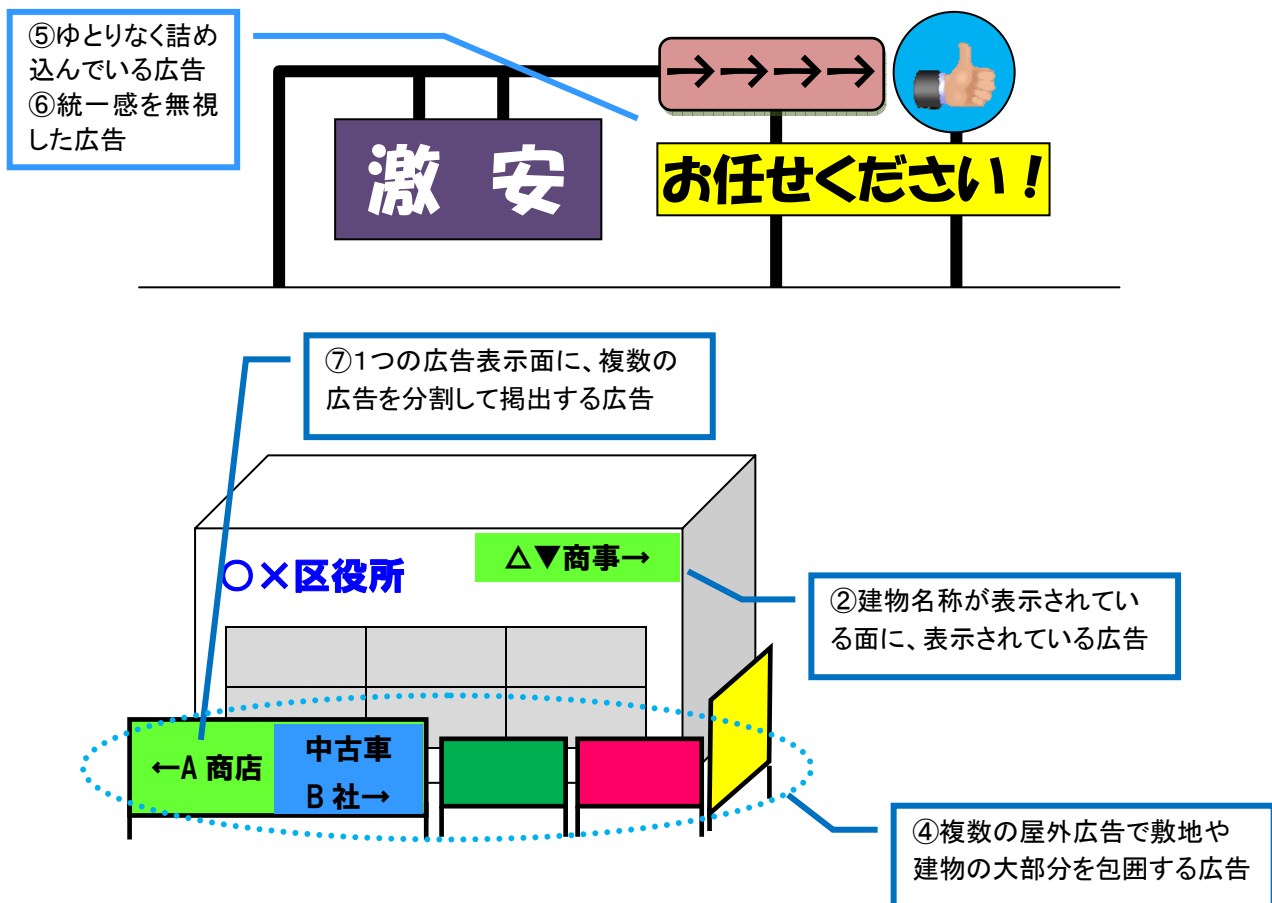 ⑤ゆとりなく詰め
込んでいる広告
⑥統一感を無視
した広告
→→→→
激 安
お任せください！
⑦1つの広告表示面に、複数の
広告を分割して掲出する広告
○×区役所
△▼商事→
②建物名称が表示されてい
る面に、表示されている広告
←A 商店
中古車
B 社→
④複数の屋外広告で敷地や
建物の大部分を包囲する広告